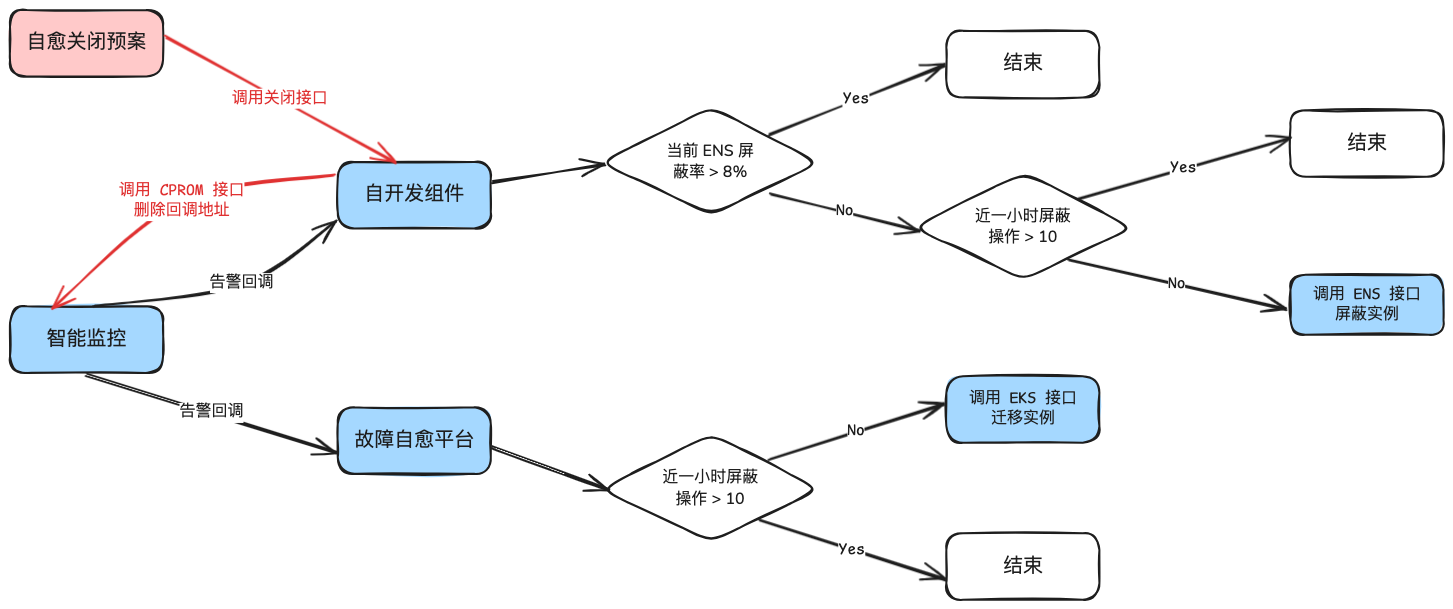 自愈关闭预案
调用关闭接口
结束
Yes
当前 ENS 屏
蔽率 > 8%
结束
Yes
调用 CPROM 接口
删除回调地址
自开发组件
No
近一小时屏蔽
操作 > 10
告警回调
No
调用 ENS 接口
屏蔽实例
智能监控
告警回调
故障自愈平台
调用 EKS 接口
迁移实例
No
近一小时屏蔽
操作 > 10
Yes
结束